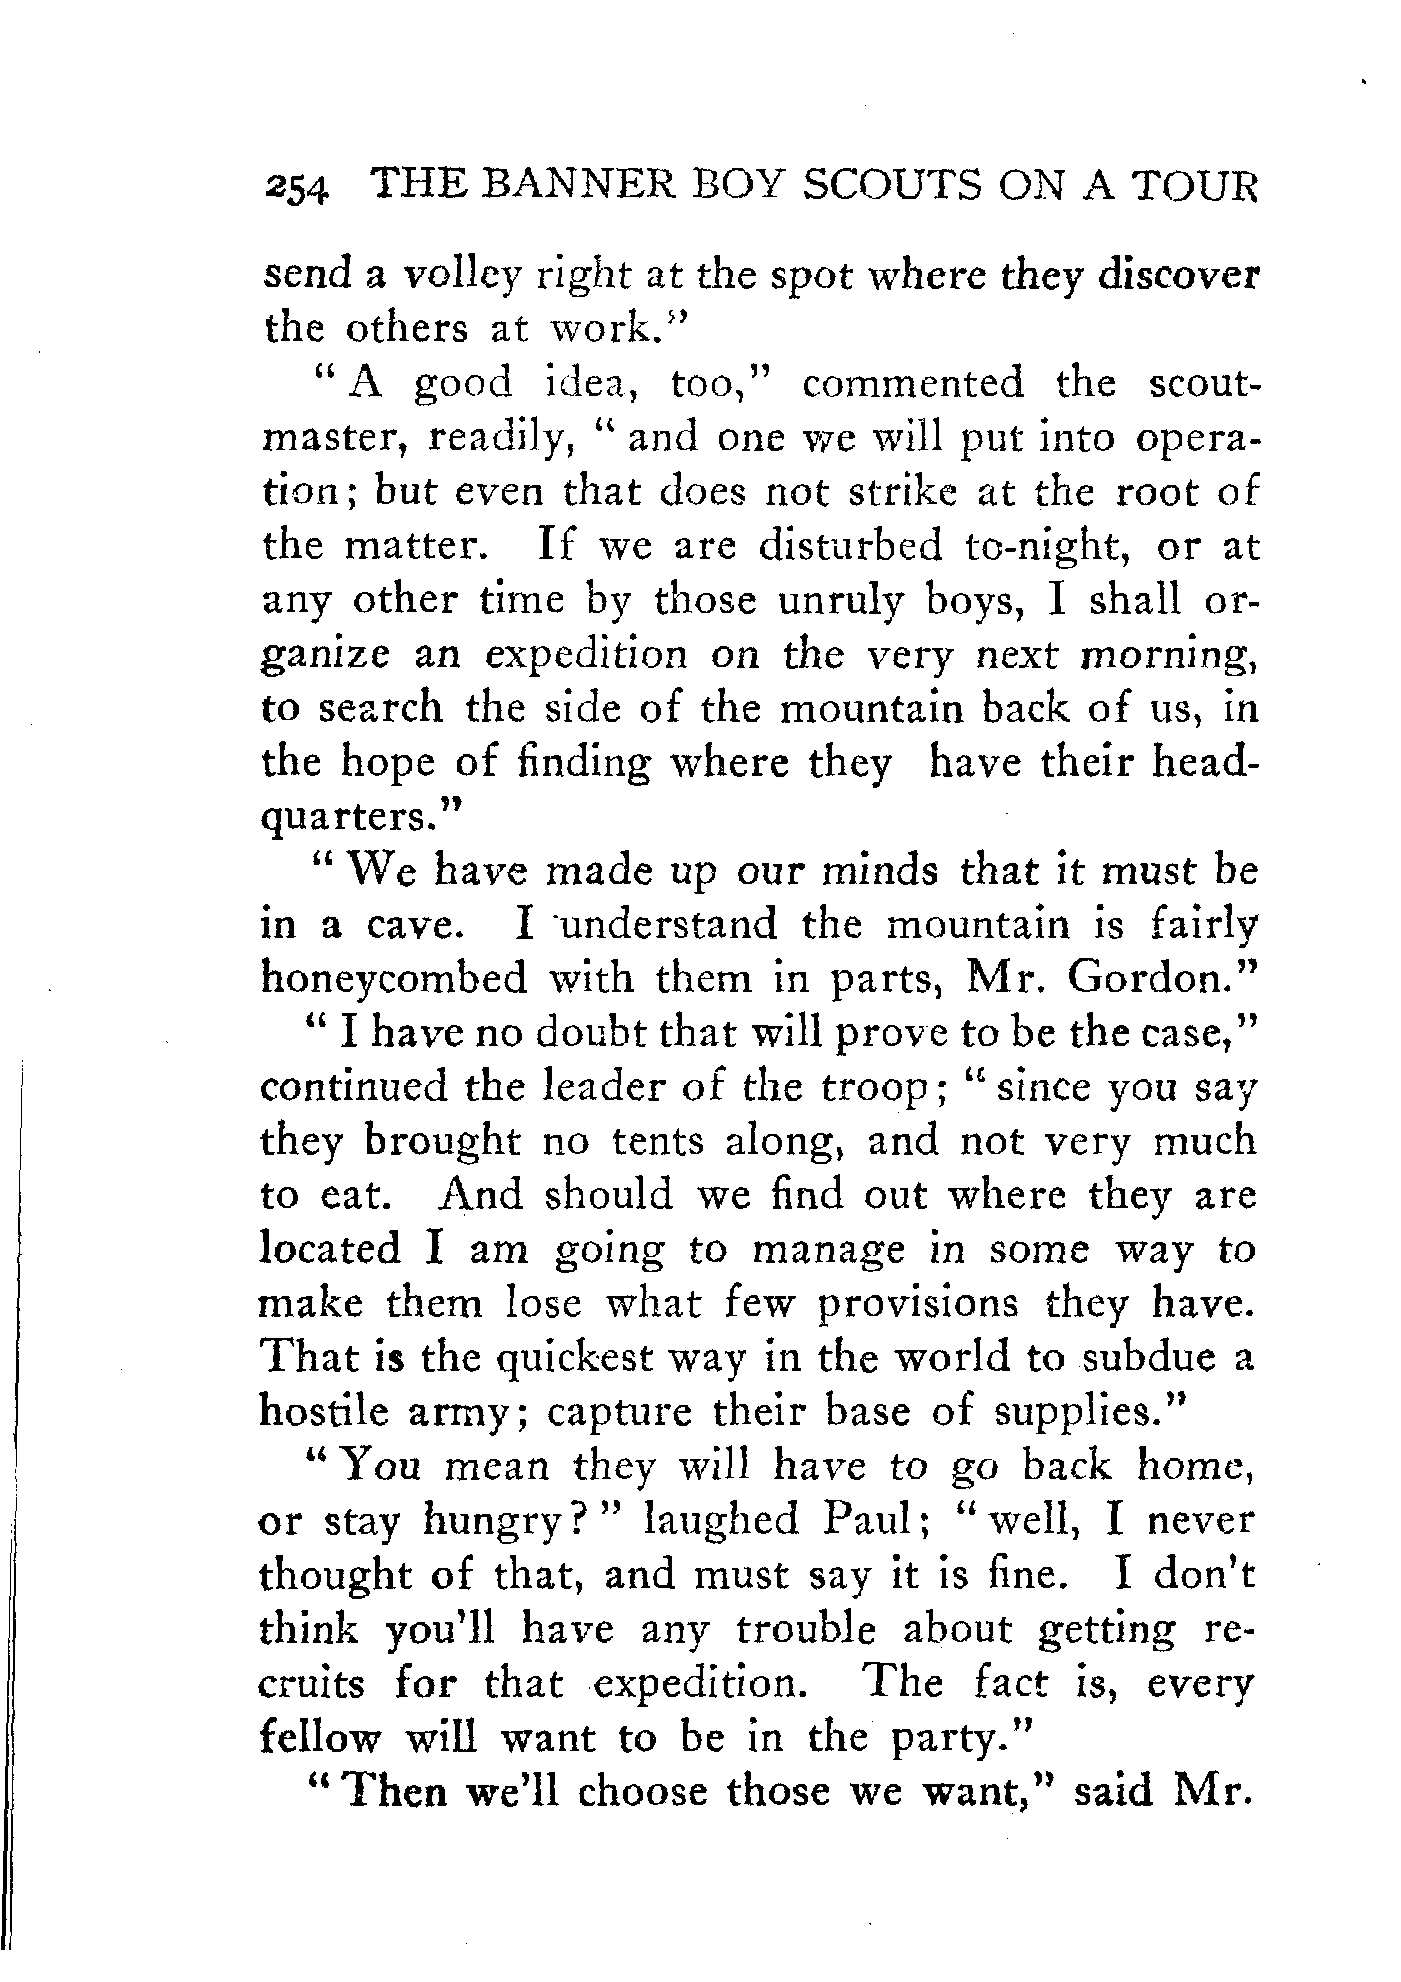 254 THE BANNER BOY SCOUTS ON A TOUR
send a volley right at the spot where they discover
the others at work."
" A good idea, too," commented the scout-
master, readily, " and one we will put into opera-
tion; but even that does not strike at the root of
the matter. If we are disturbed to-night, or at
any other time by those unruly boys, I shall or-
ganize an expedition on the very next morning,
to search the side of the mountain back of us, in
the hope of finding where they have their head-
quarters."
" We have made up our minds that it must be
in a cave. I understand the mountain is fairly
honeycombed with them in parts, Mr. Gordon."
" I have no doubt that will prove to be the case,"
continued the leader of the troop; " since you say
they brought no tents along, and not very much
to eat. And should we find out where they are
located I am going to manage in some way to
make them lose what few provisions they have.
That is the quickest way in the world to subdue a
hostile army; capture their base of supplies."
" You mean they will have to go back home,
or stay hungry? " laughed Paul; " well, I never
thought of that, and must say it is fine. I don't
think you'll have any trouble about getting re-
cruits for that expedition. The fact is, every
fellow will want to be in the party."
" Then we'll choose those we want," said Mr.